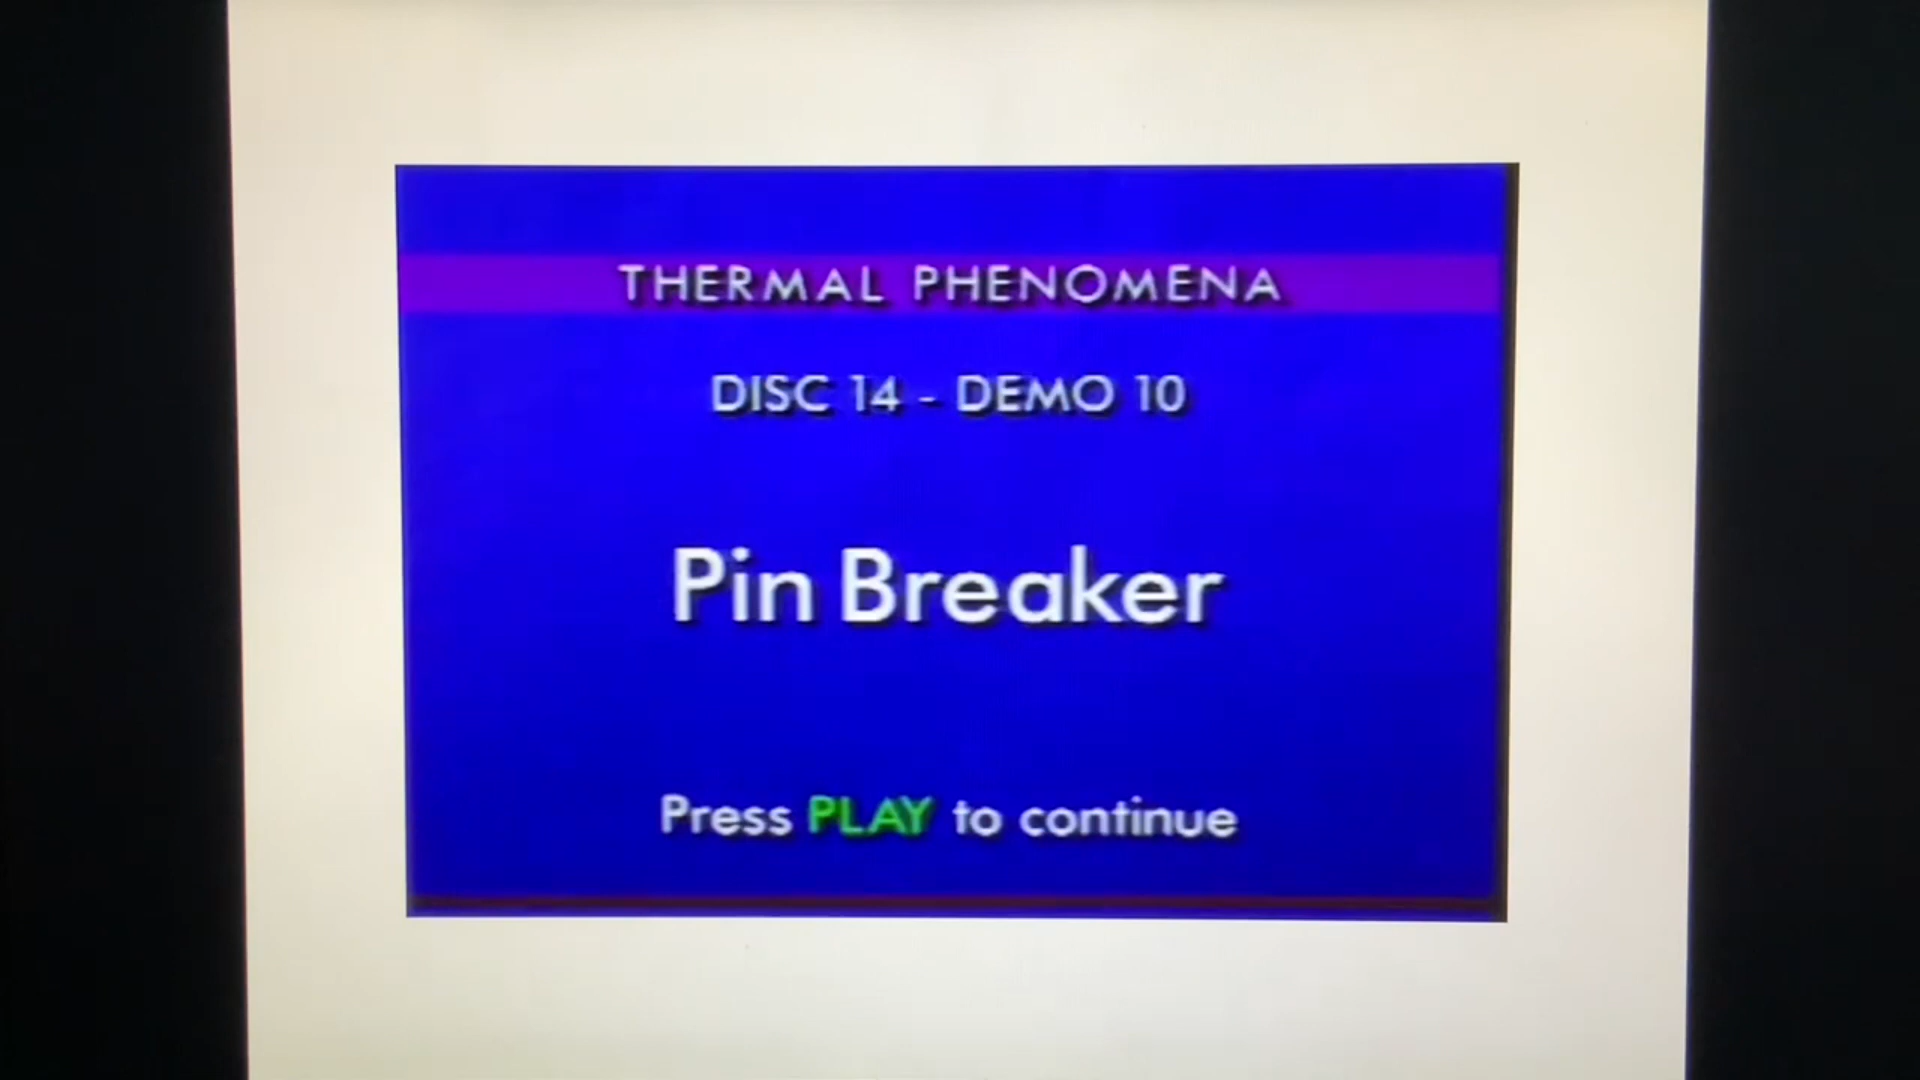 THERMAL PHENOMENA
DISC 14 - DEMO 10
Pin Breaker
Press PLAY to continue